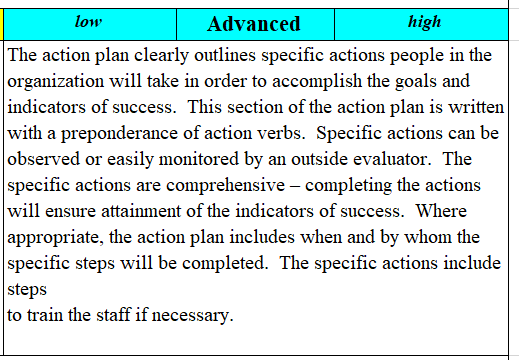 low Advanced high
The action plan clearly outlines specific actions people in the
organization will take in order to accomplish the goals and
indicators of success.  This section of the action plan is written
with a preponderance of action verbs.  Specific actions can be
observed or easily monitored by an outside evaluator.  The
specific actions are comprehensive – completing the actions
will ensure attainment of the indicators of success.  Where
appropriate, the action plan includes when and by whom the
specific steps will be completed.  The specific actions include
steps
to train the staff if necessary.